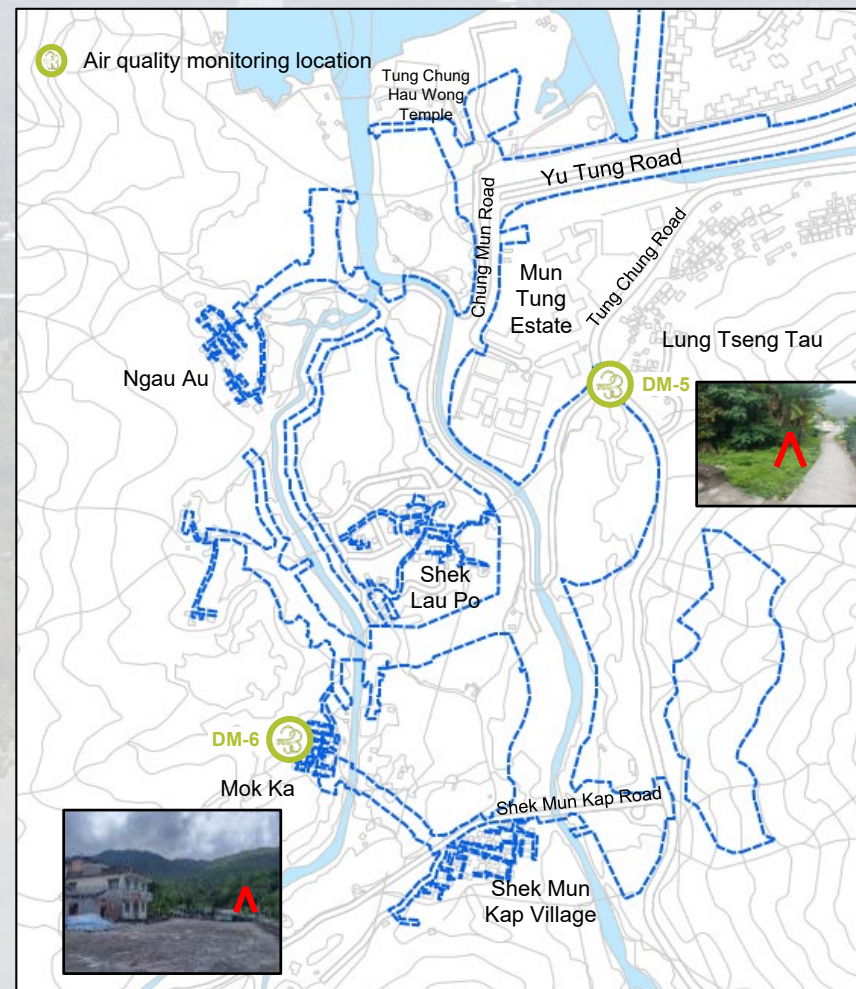 Air quality monitoring location
Tung Chung
Hau Wong
Temple
Yu Tung Road
Chung Mun Road
Tung Chung Road
Mun
Tung
Estate
Lung Tseng Tau
Ngau Au
DM-5
Shek
Lau Po
DM-6
Mok Ka
Shek Mun Kap Road
Shek Mun
Kap Village